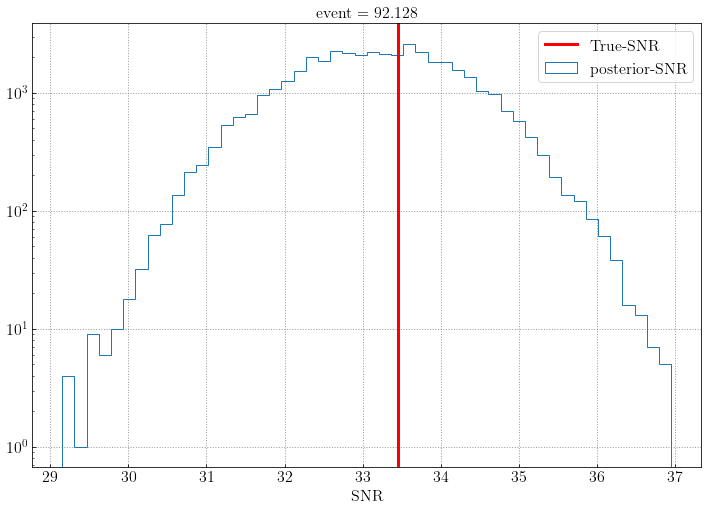 event = 92.128
True-SNR
posterior-SNR
10^3
10^2
10^1
10^0
29 30 31 32 33 34 35 36 37
SNR